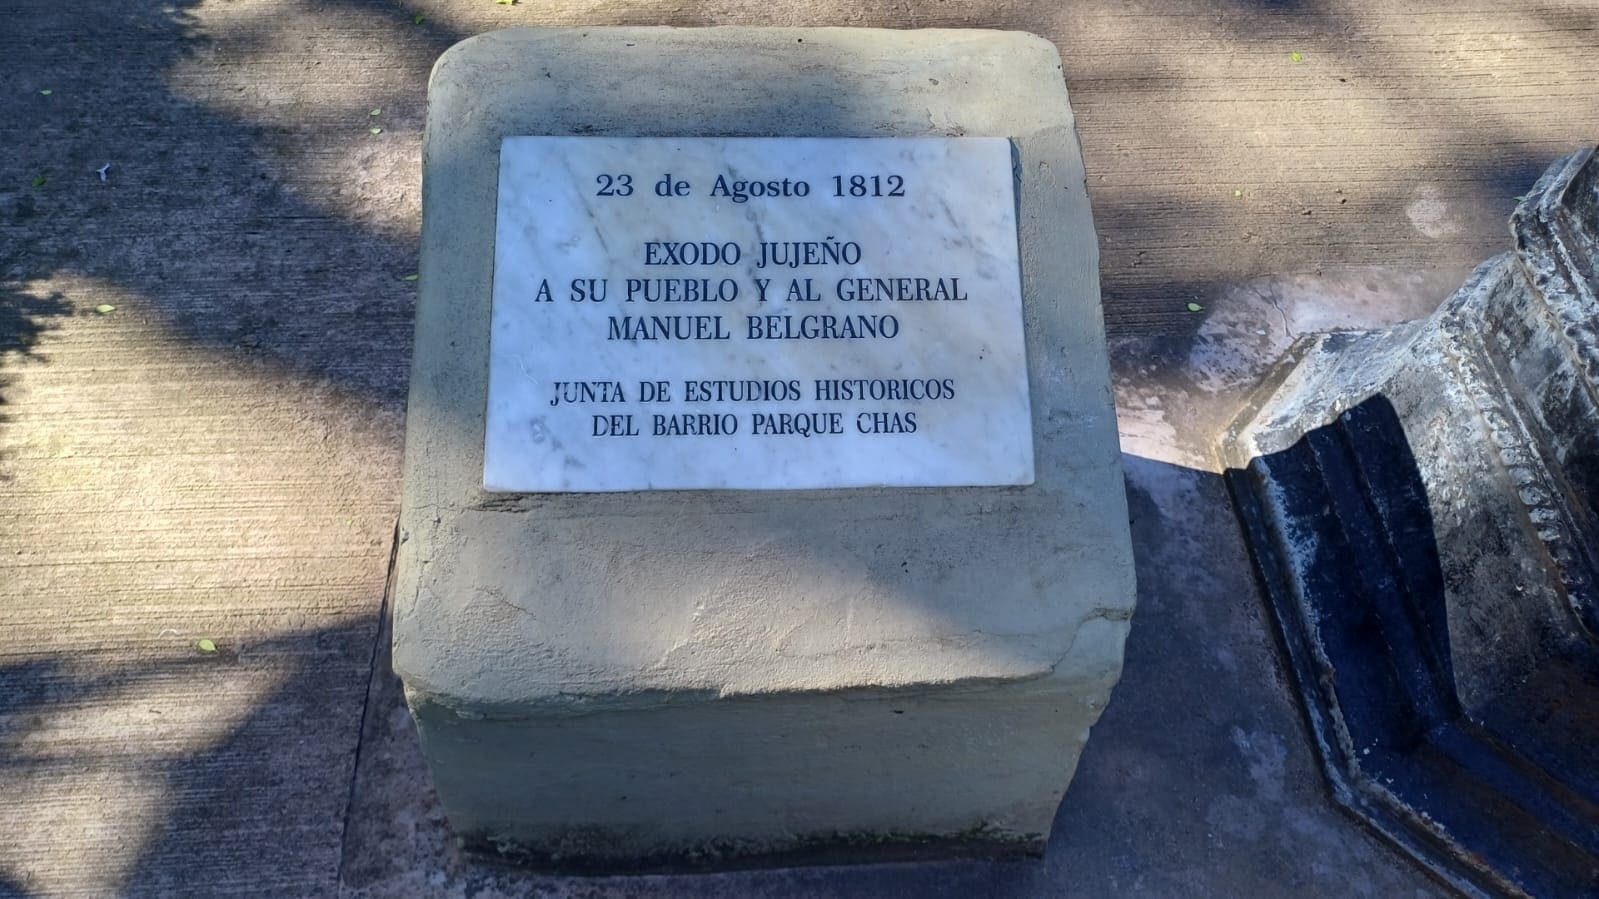 23 de Agosto 1812
EXODO JUJEÑO
A SU PUEBLO Y AL GENERAL
MANUEL BELGRANO
JUNTA DE ESTUDIOS HISTORICOS
DEL BARRIO PARQUE CHAS